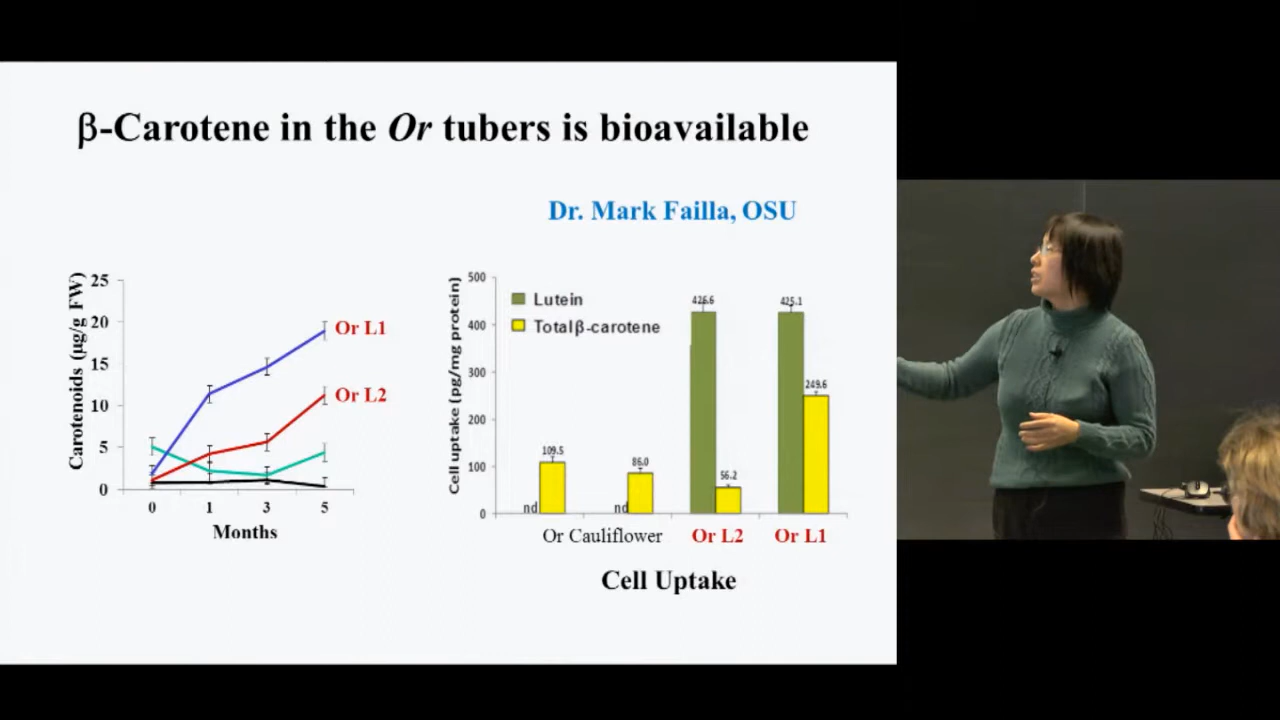 β-Carotene in the Or tubers is bioavailable
Dr. Mark Failla, OSU
Carotenoids (µg/g FW)
25
20
15
10
5
0
Or L1
Or L2
0 1 3 5
Months
Cell uptake (pg/mg protein)
500
400
300
200
100
0
Lutein
Total β-carotene
nd 109.5
nd 86.0
426.6 56.2
425.1 249.6
Or Cauliflower Or L2 Or L1
Cell Uptake